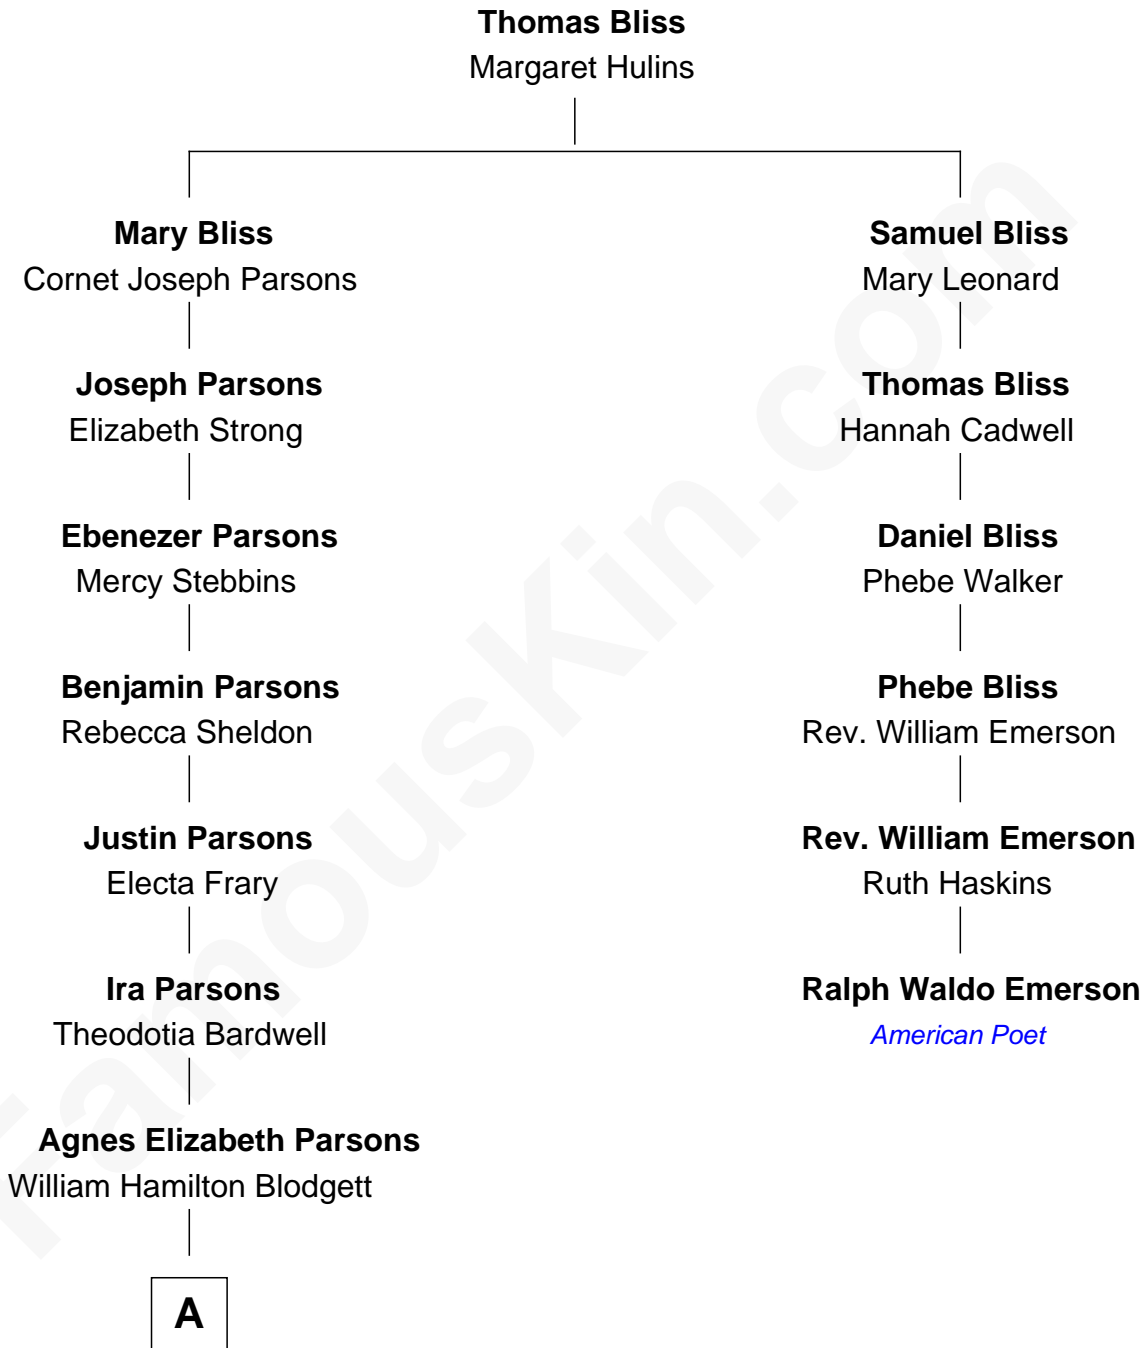 Thomas Bliss
Margaret Hulins
Mary Bliss
Cornet Joseph Parsons
Samuel Bliss
Mary Leonard
Joseph Parsons
Elizabeth Strong
Thomas Bliss
Hannah Cadwell
Ebenezer Parsons
Mercy Stebbins
Daniel Bliss
Phebe Walker
Benjamin Parsons
Rebecca Sheldon
Phebe Bliss
Rev. William Emerson
Justin Parsons
Electa Frary
Rev. William Emerson
Ruth Haskins
Ira Parsons
Theodotia Bardwell
Ralph Waldo Emerson
American Poet
Agnes Elizabeth Parsons
William Hamilton Blodgett
A
FamousKin.com